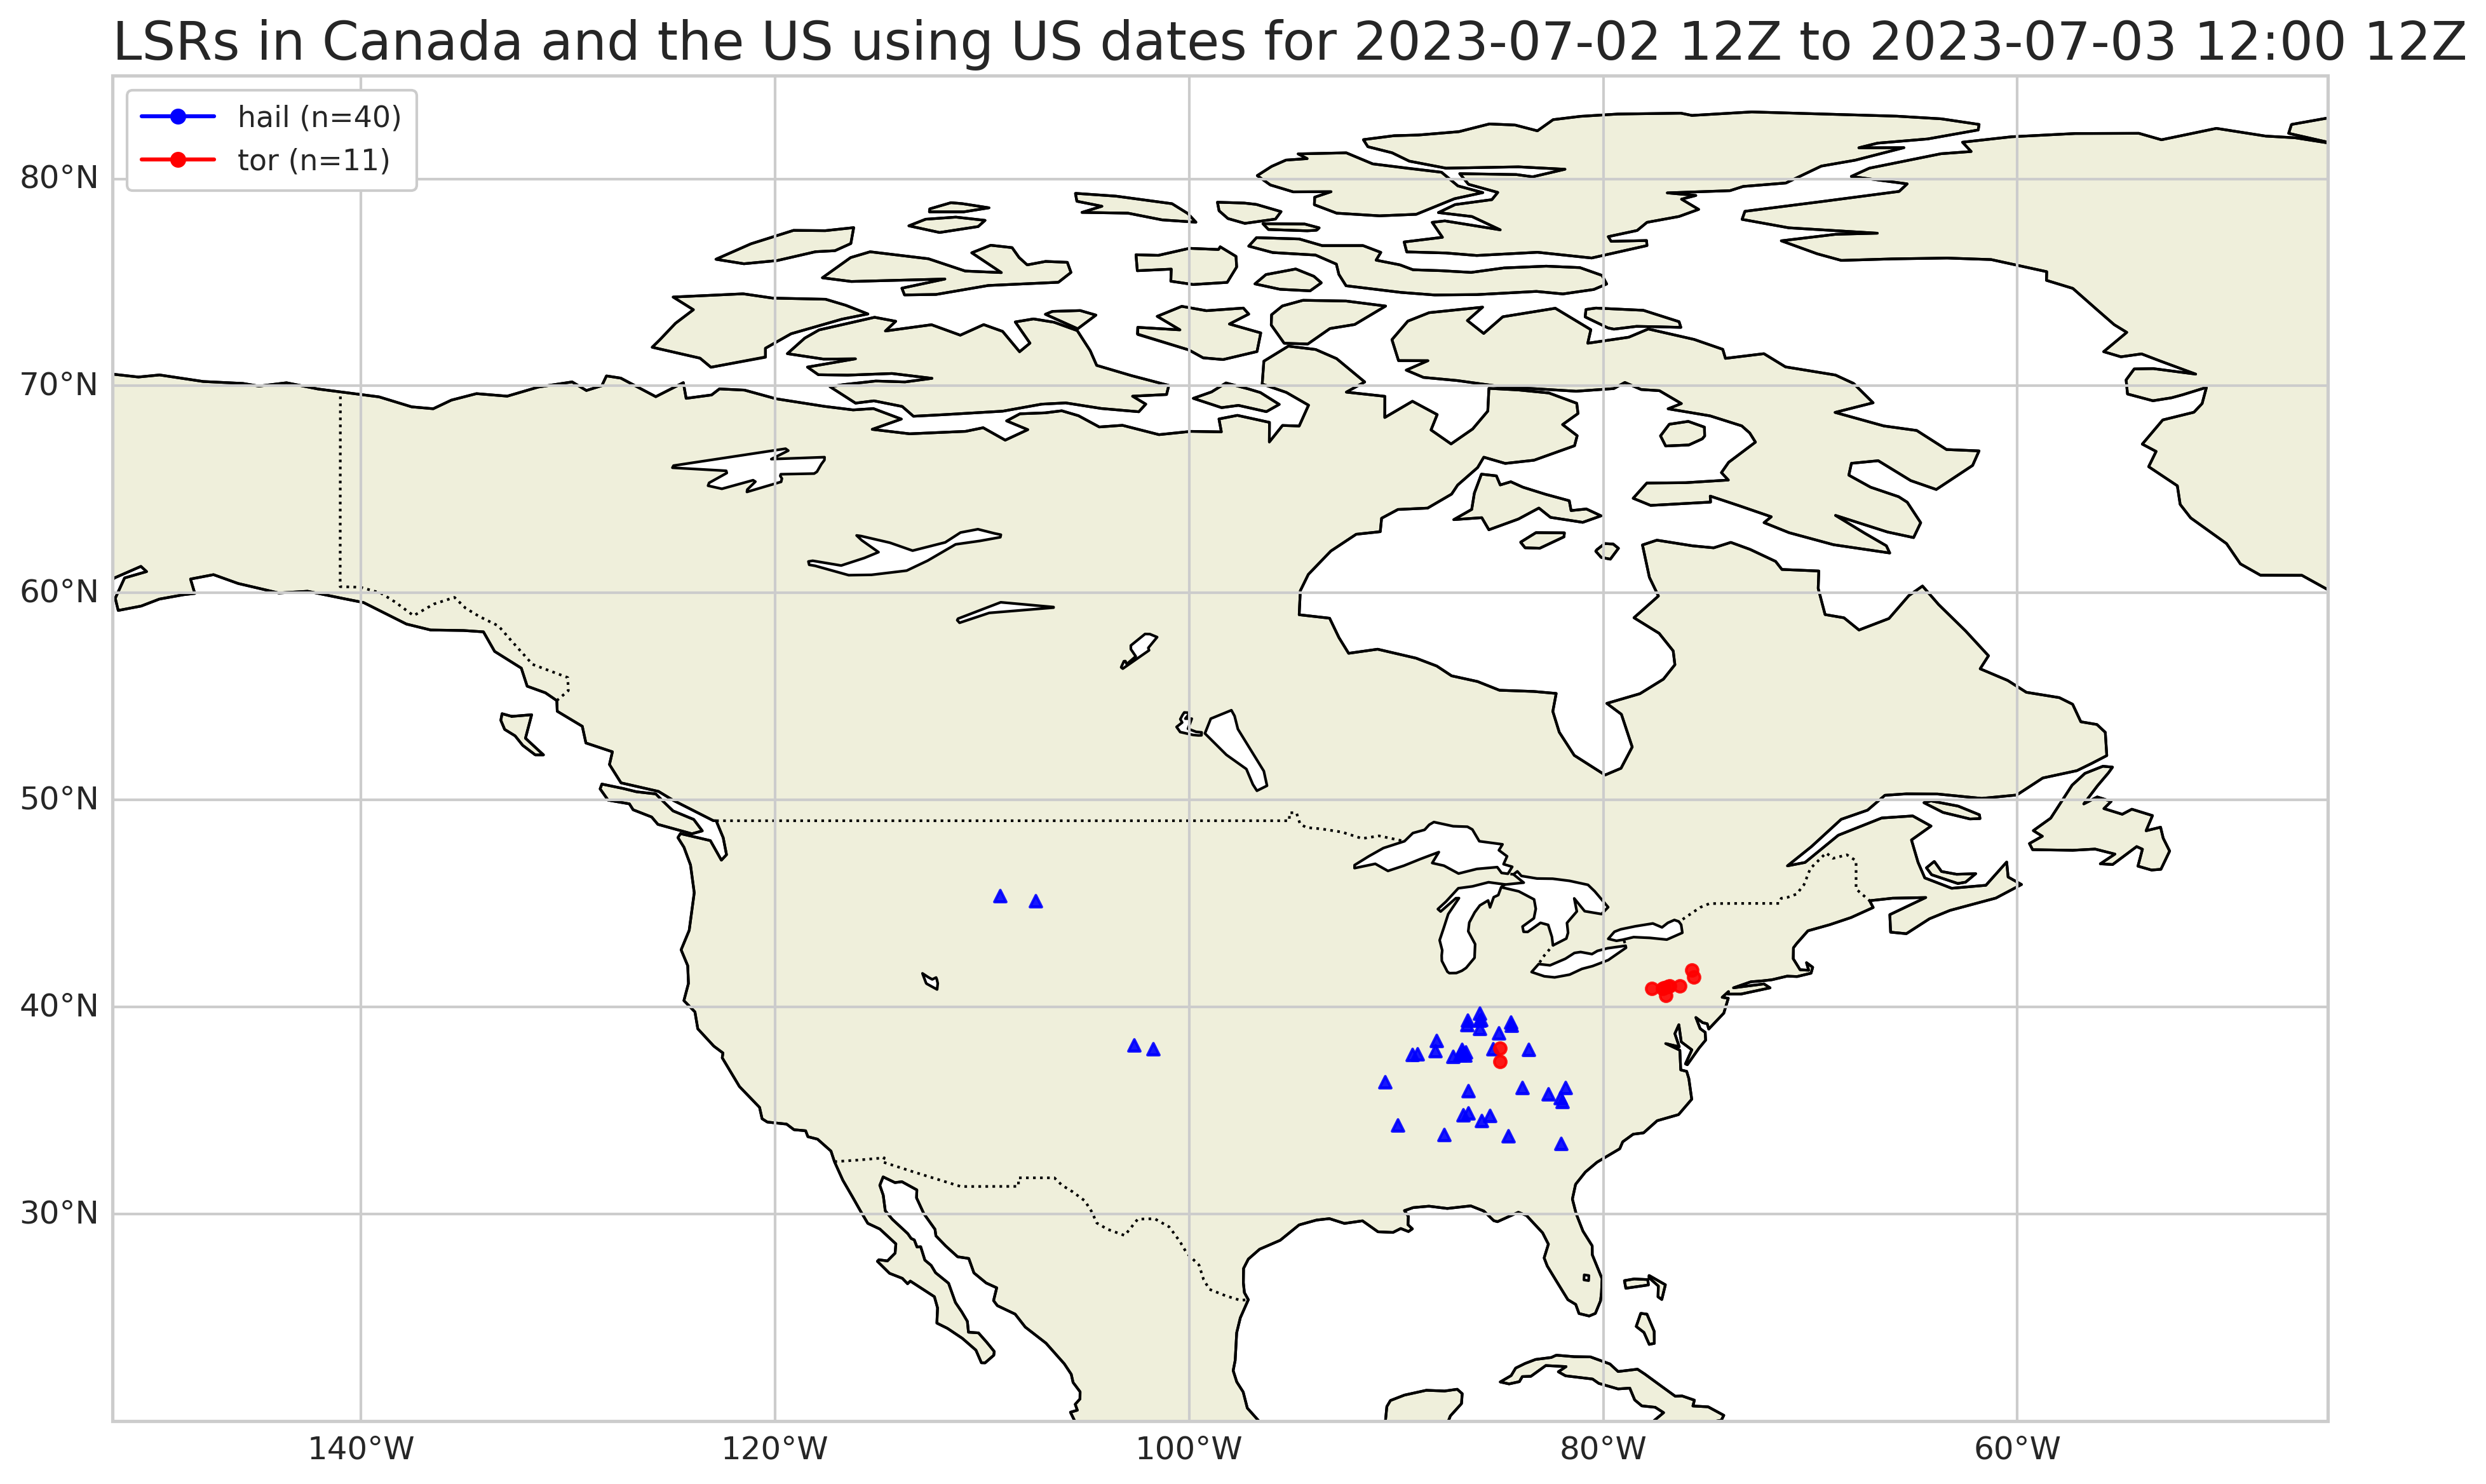 LSRs in Canada and the US using US dates for 2023-07-02 12Z to 2023-07-03 12:00 12Z
hail (n=40)
tor (n=11)
80°N
70°N
60°N
50°N
40°N
30°N
140°W
120°W
100°W
80°W
60°W